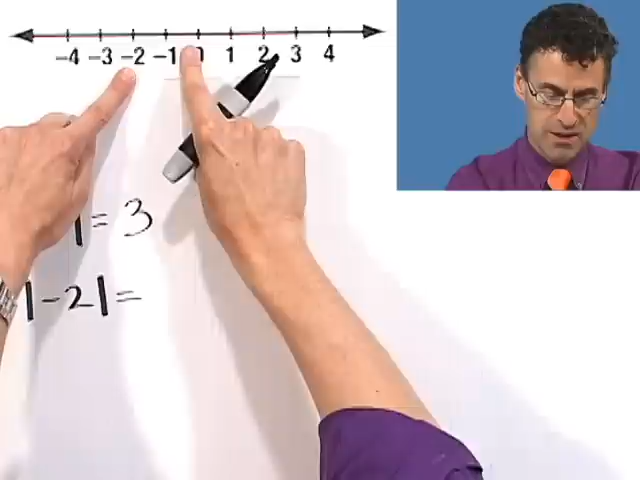 -4 -3 -2 -1 0 1 2 3 4
| = 3
|-2| =